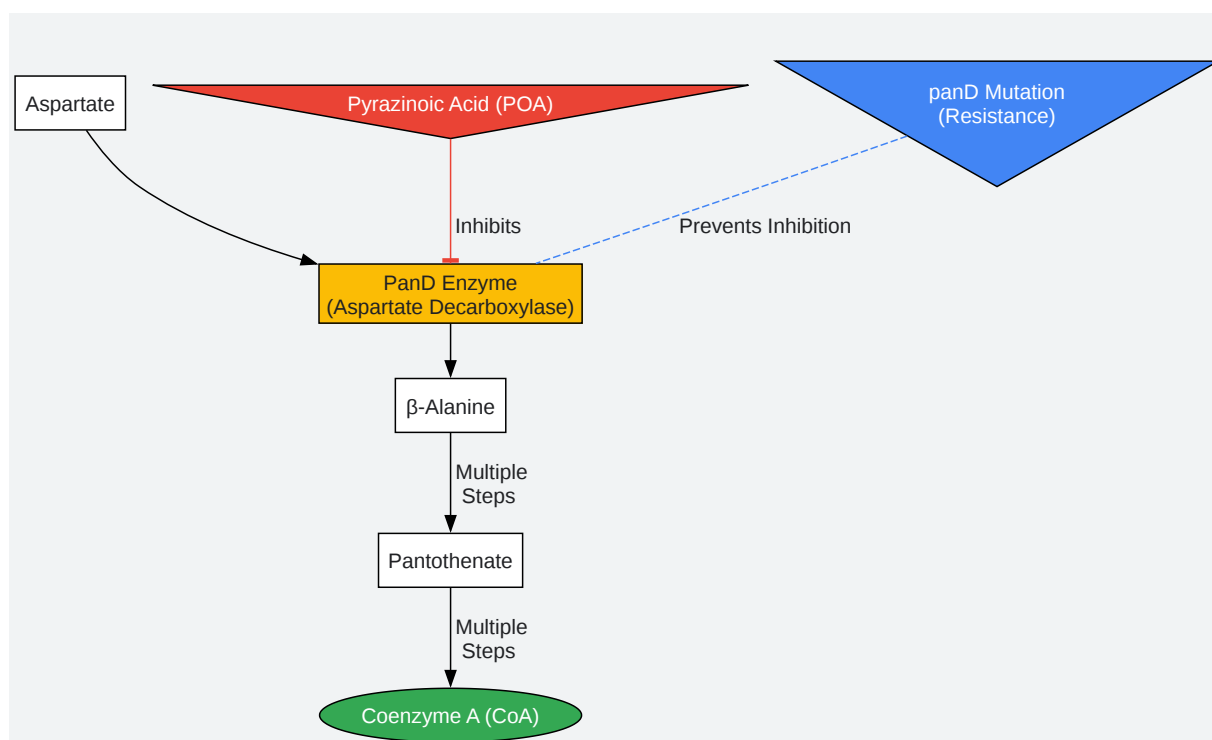 Aspartate
Pyrazinoic Acid (POA)
panD Mutation
(Resistance)
Inhibits
Prevents Inhibition
PanD Enzyme
(Aspartate Decarboxylase)
β-Alanine
Multiple
Steps
Pantothenate
Multiple
Steps
Coenzyme A (CoA)